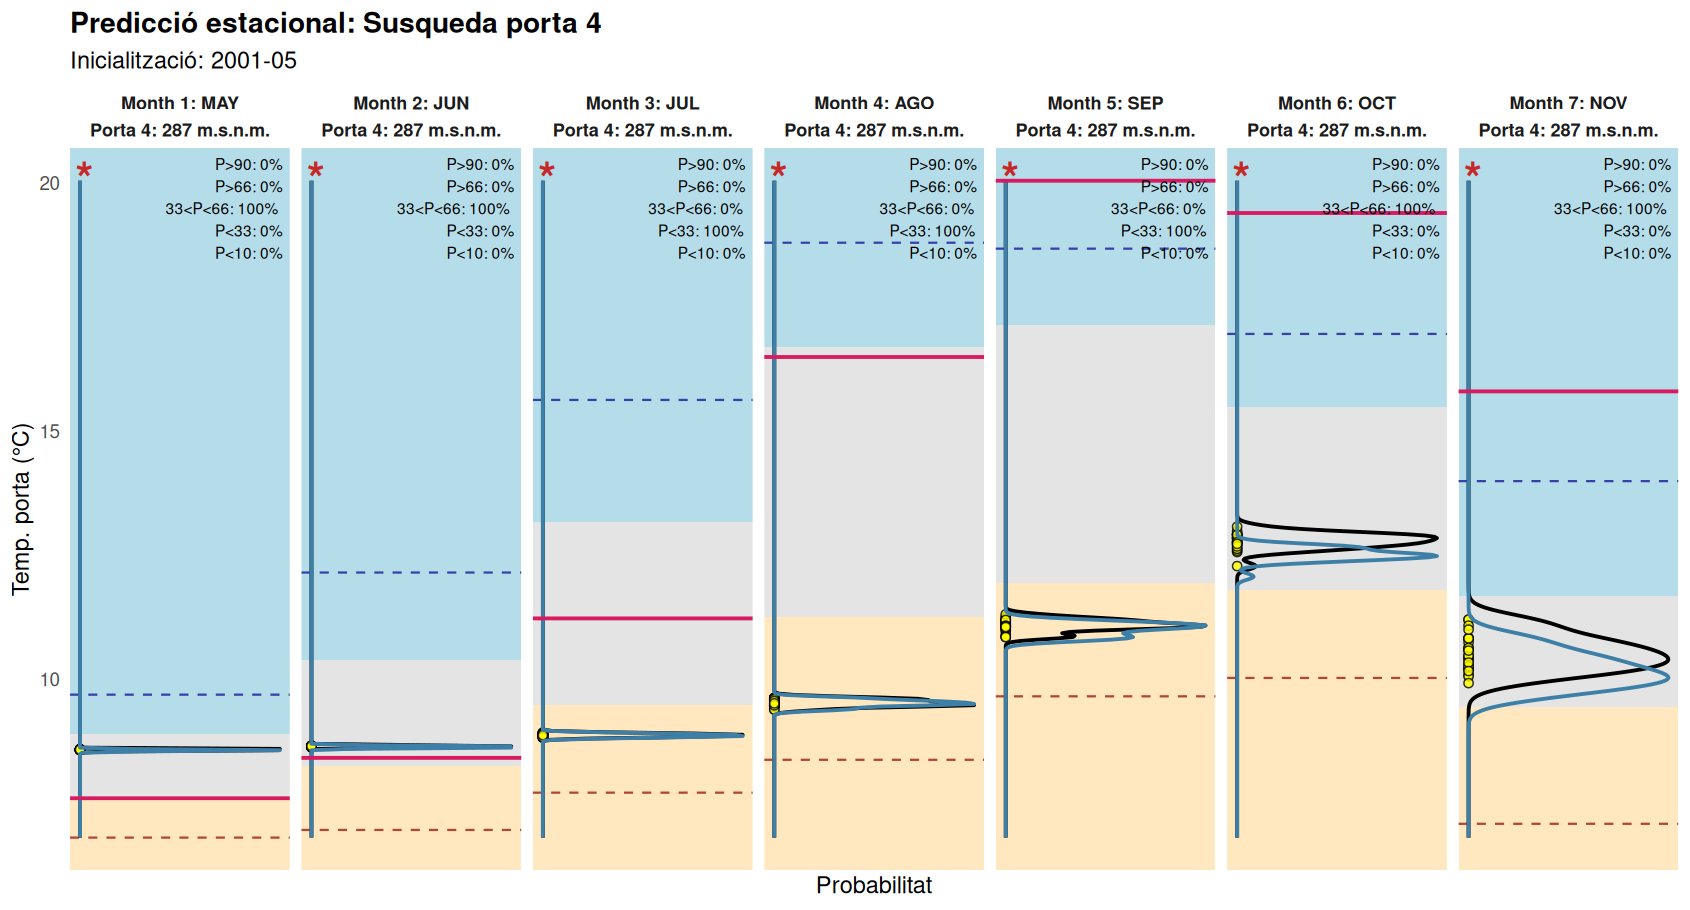 Predicció estacional: Susqueda porta 4
Inicialització: 2001-05
Month 1: MAY
Porta 4: 287 m.s.n.m.
Month 2: JUN
Porta 4: 287 m.s.n.m.
Month 3: JUL
Porta 4: 287 m.s.n.m.
Month 4: AGO
Porta 4: 287 m.s.n.m.
Month 5: SEP
Porta 4: 287 m.s.n.m.
Month 6: OCT
Porta 4: 287 m.s.n.m.
Month 7: NOV
Porta 4: 287 m.s.n.m.
Temp. porta (°C)
20
15
10
*
P>90: 0%
P>66: 0%
33<P<66: 100%
P<33: 0%
P<10: 0%
*
P>90: 0%
P>66: 0%
33<P<66: 100%
P<33: 0%
P<10: 0%
*
P>90: 0%
P>66: 0%
33<P<66: 0%
P<33: 100%
P<10: 0%
*
P>90: 0%
P>66: 0%
33<P<66: 0%
P<33: 100%
P<10: 0%
*
P>90: 0%
P>66: 0%
33<P<66: 0%
P<33: 100%
P<10: 0%
*
P>90: 0%
P>66: 0%
33<P<66: 100%
P<33: 0%
P<10: 0%
*
P>90: 0%
P>66: 0%
33<P<66: 100%
P<33: 0%
P<10: 0%
Probabilitat